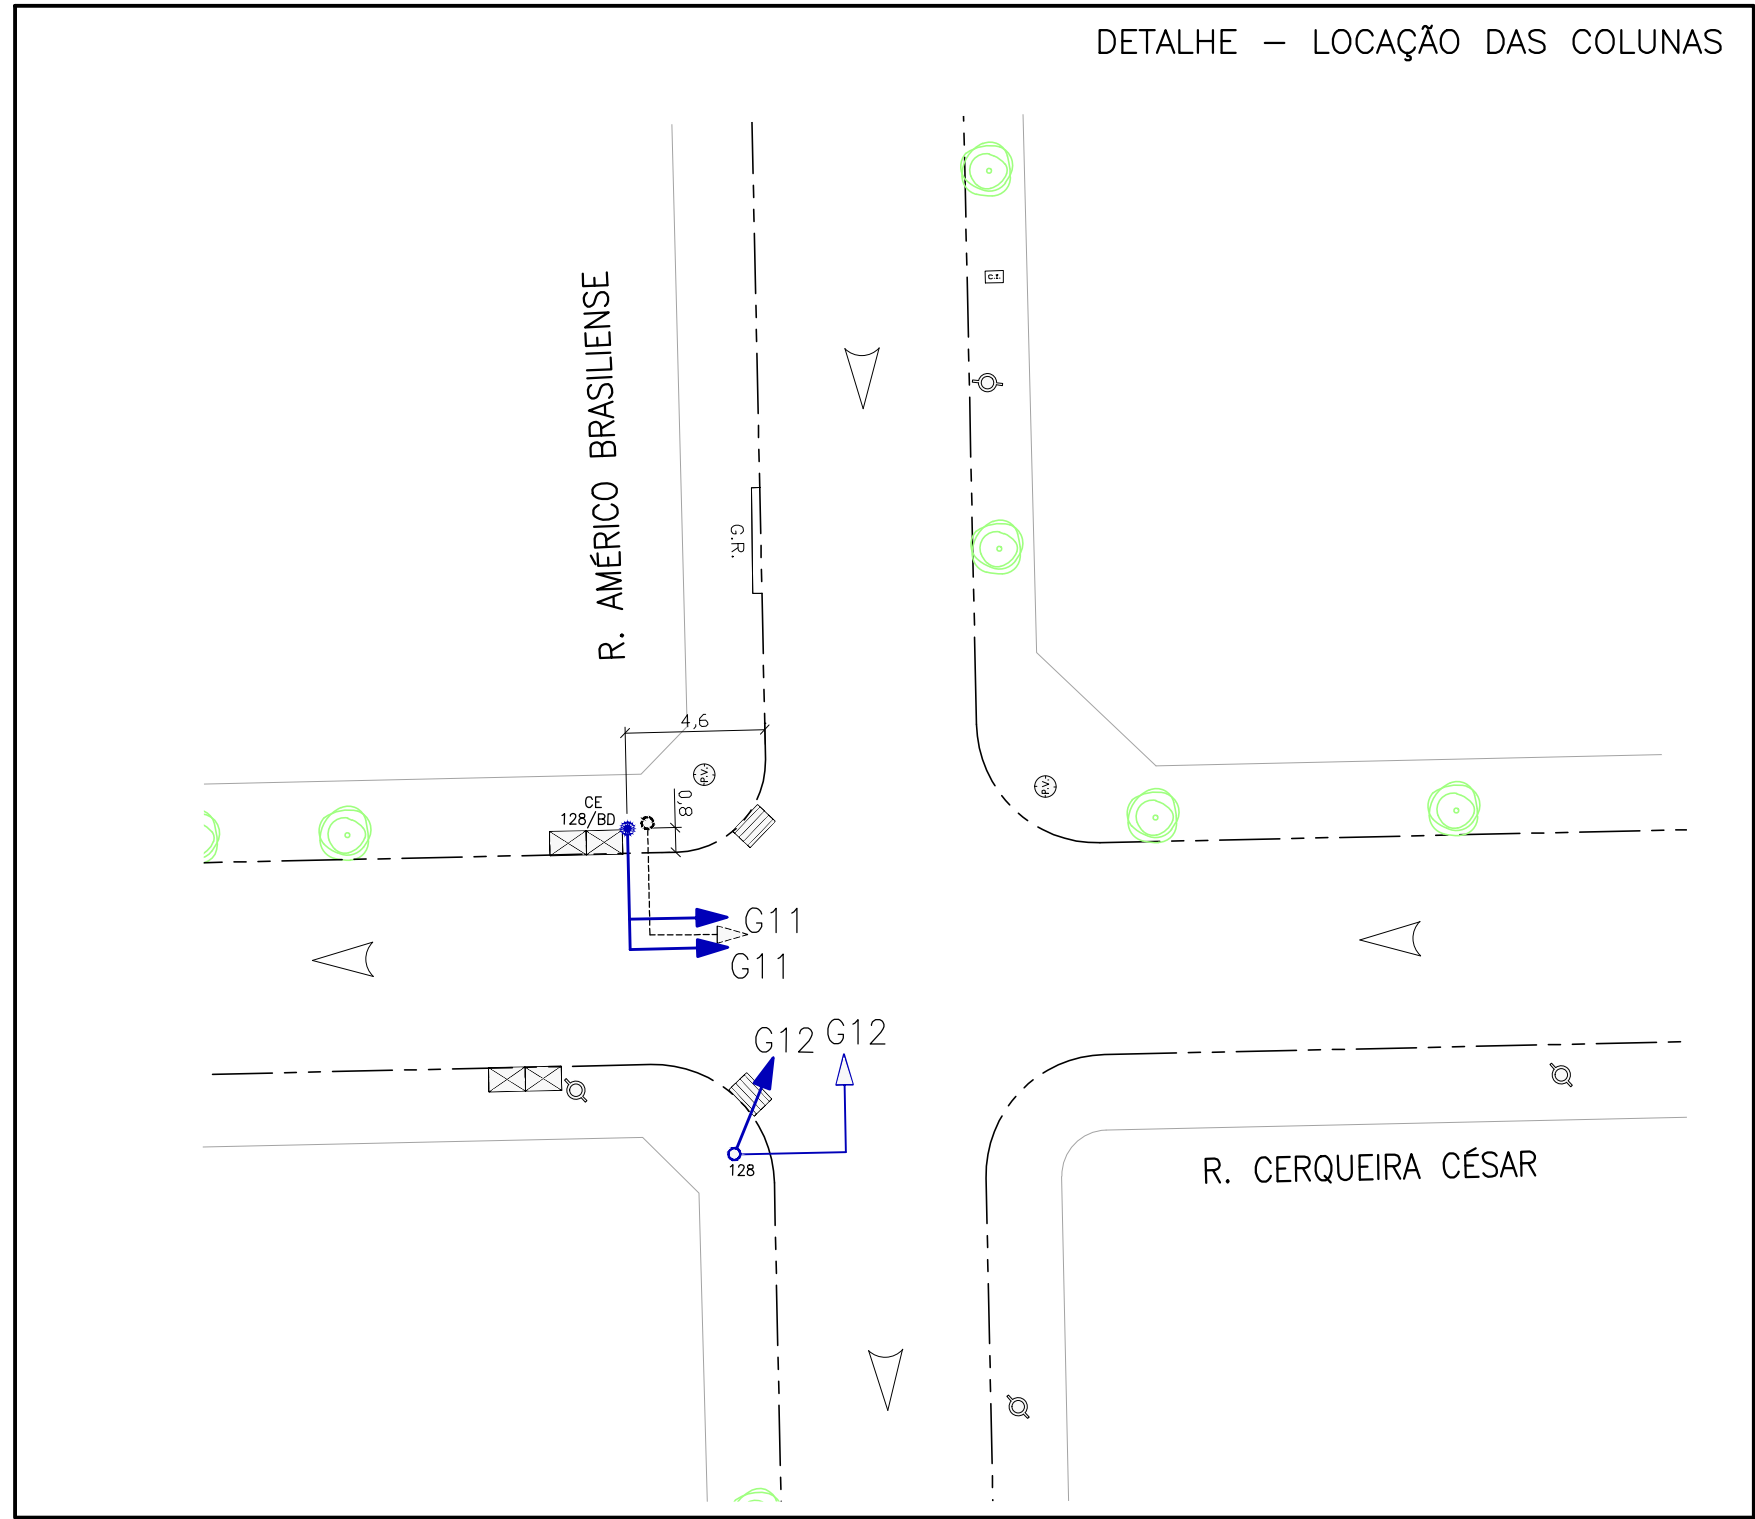 DETALHE – LOCAÇÃO DAS COLUNAS
R. AMÉRICO BRASILIENSE
C.T.
G.R.
4,6
P.V.
P.V.
0,8
CE
128/BD
G11
G11
G12
G12
128
R. CERQUEIRA CÉSAR